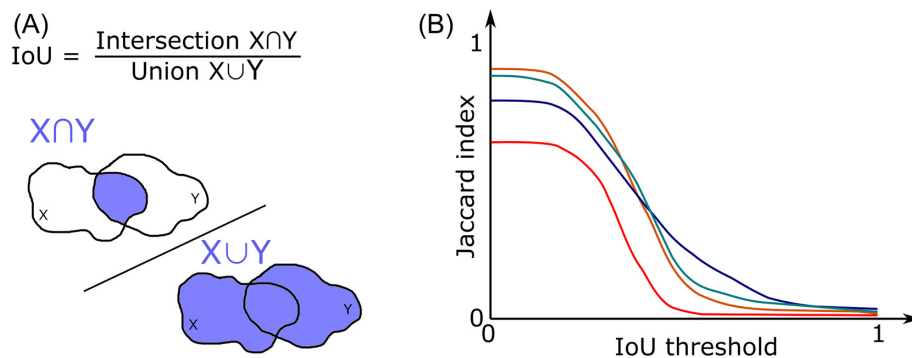 (A)
IoU = Intersection X∩Y
Union X∪Y
X∩Y
X
Y
X∪Y
X
Y
(B)
1
Jaccard index
0
0
1
IoU threshold